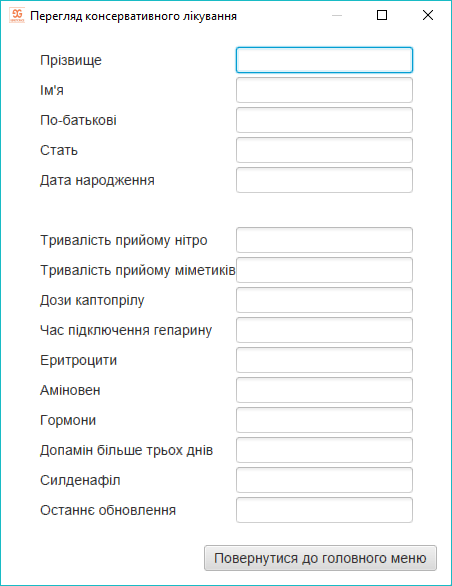 Перегляд консервативного лікування
Прізвище
Ім'я
По-батькові
Стать
Дата народження
Тривалість прийому нітро
Тривалість прийому міметиків
Дози каптопрілу
Час підключення гепарину
Еритроцити
Аміновен
Гормони
Допамін більше трьох днів
Силденафіл
Останнє обновлення
Повернутися до головного меню